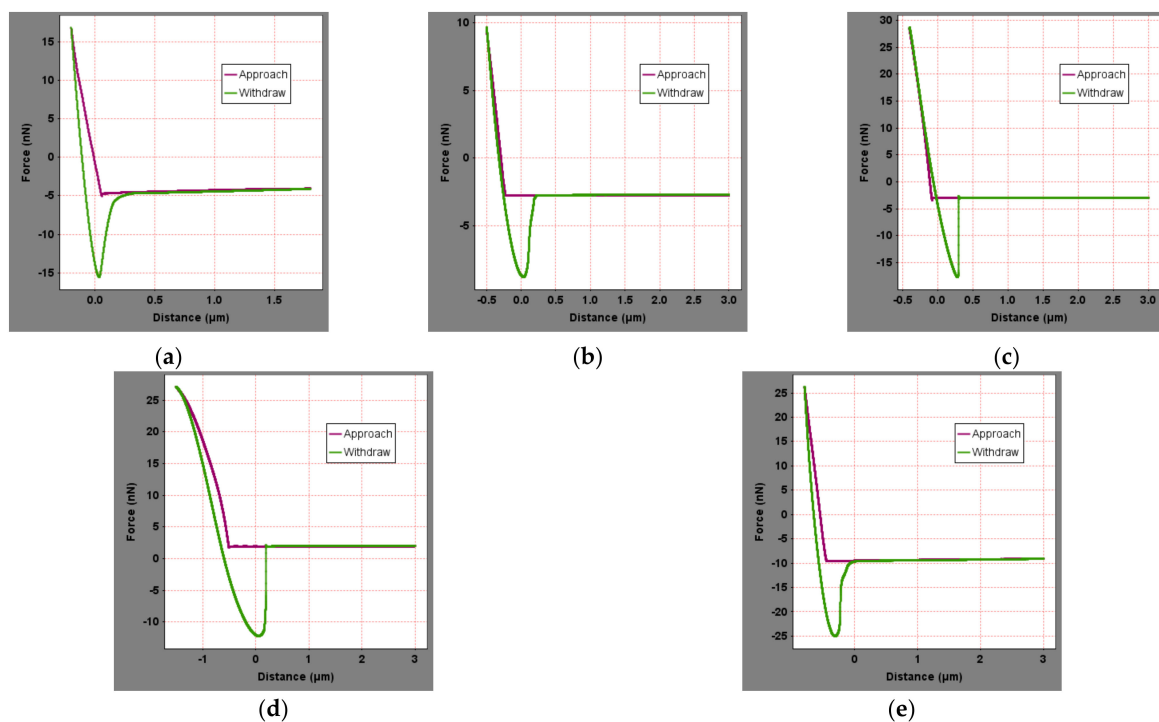 15
10
5
0
-5
-10
-15
Force (nN)
Approach
Withdraw
0.0
0.5
1.0
1.5
Distance (µm)
(a)
10
5
0
-5
Force (nN)
Approach
Withdraw
-0.5
0.0
0.5
1.0
1.5
2.0
2.5
3.0
Distance (µm)
(b)
30
25
20
15
10
5
0
-5
-10
-15
Force (nN)
Approach
Withdraw
-0.5
0.0
0.5
1.0
1.5
2.0
2.5
3.0
Distance (µm)
(c)
25
20
15
10
5
0
-5
-10
Force (nN)
Approach
Withdraw
-1
0
1
2
3
Distance (µm)
(d)
25
20
15
10
5
0
-5
-10
-15
-20
-25
Force (nN)
Approach
Withdraw
0
1
2
3
Distance (µm)
(e)